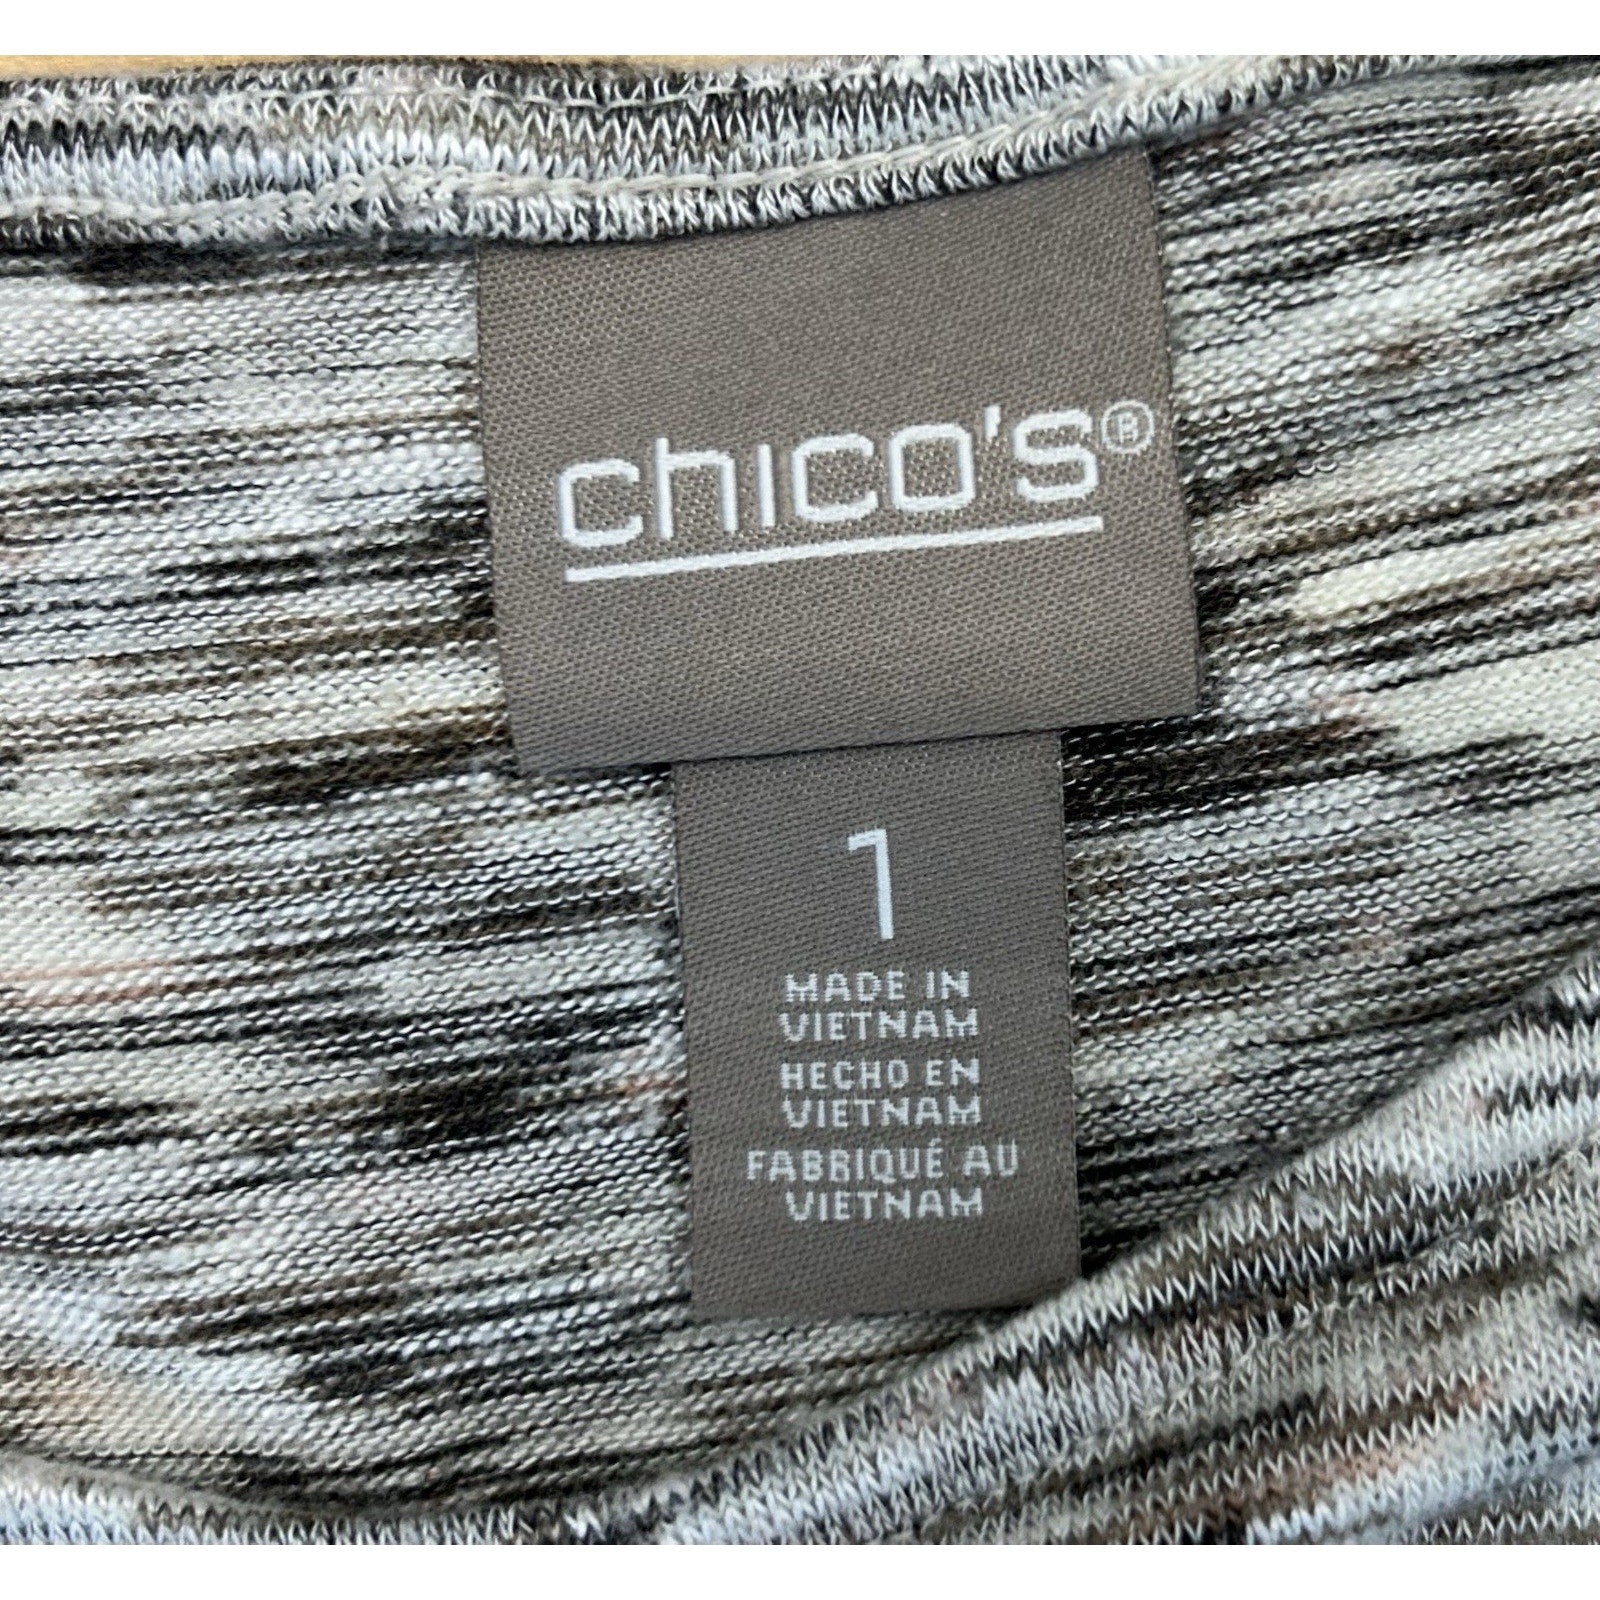 chico's®
1
MADE IN
VIETNAM
HECHO EN
VIETNAM
FABRIQUÉ AU
VIETNAM